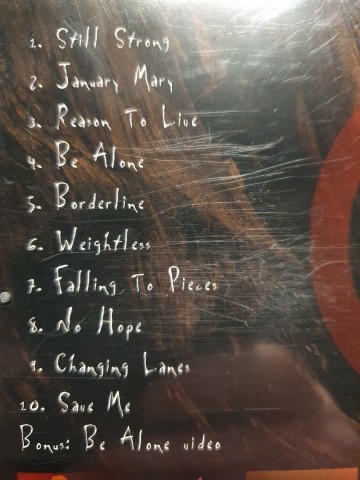 1. Still Strong
2. January Mary
3. Reason To Live
4. Be Alone
5. Borderline
6. Weightless
7. Falling To Pieces
8. No Hope
9. Changing Lanes
10. Save Me
Bonus: Be Alone video